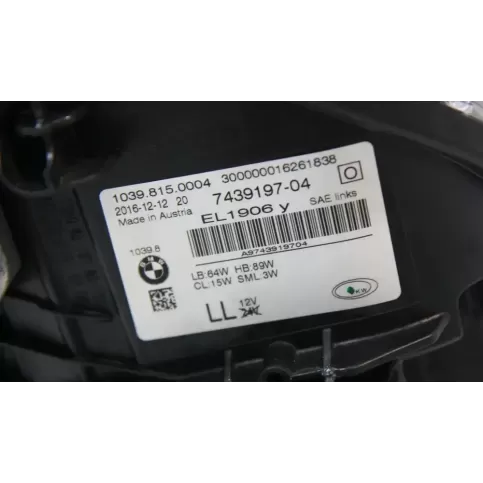 1039.815.0004 300000016261838
2016-12-12 20 7439197-04
Made in Austria
EL1906 y SAE links
A9743919704
1039.8
BMW
LB:64W HB:89W
CL:15W SML:3W
LL 12V